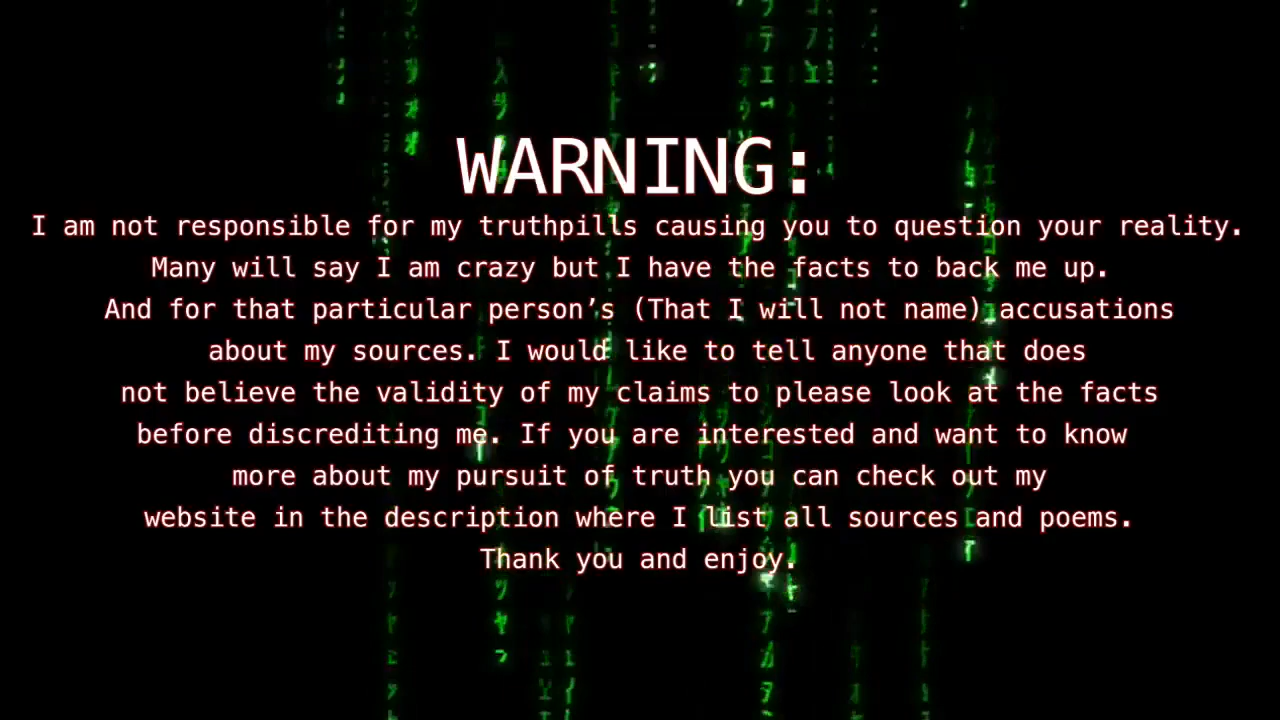 WARNING:
I am not responsible for my truthpills causing you to question your reality.
Many will say I am crazy but I have the facts to back me up.
And for that particular person’s (That I will not name) accusations
about my sources. I would like to tell anyone that does
not believe the validity of my claims to please look at the facts
before discrediting me. If you are interested and want to know
more about my pursuit of truth you can check out my
website in the description where I list all sources and poems.
Thank you and enjoy.